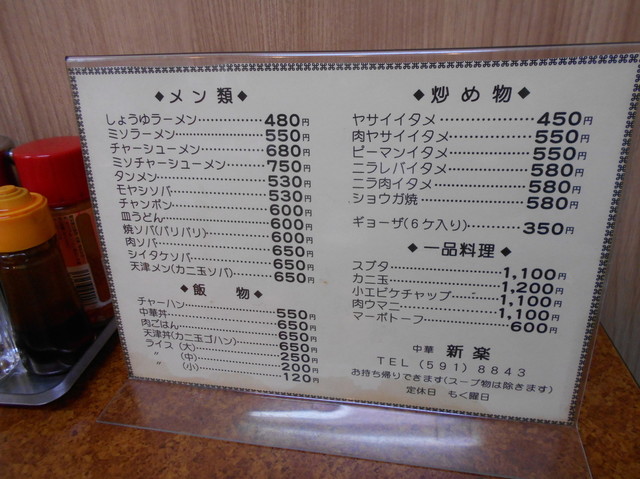 ◆メン類◆
しょうゆラーメン…………480円
ミソラーメン………………550円
チャーシューメン…………680円
ミソチャーシューメン……750円
タンメン……………………530円
モヤシソバ…………………530円
チャンポン…………………600円
皿うどん……………………600円
焼ソバ(パリパリ)…………600円
肉ソバ………………………650円
シイタケソバ………………650円
天津メン(カニ玉ソバ)……650円
◆飯物◆
チャーハン…………………550円
中華丼………………………650円
肉ごはん……………………650円
天津丼(カニ玉ゴハン)……650円
ライス(大)…………………250円
〃(中)………………………200円
〃(小)………………………120円
◆炒め物◆
ヤサイイタメ………………450円
肉ヤサイイタメ……………550円
ピーマンイタメ……………550円
ニラレバイタメ……………580円
ニラ肉イタメ………………580円
ショウガ焼…………………580円
ギョーザ(6ケ入り)………350円
◆一品料理◆
スブタ………………………1,100円
カニ玉………………………1,200円
小エビケチャップ…………1,100円
肉ウマニ……………………1,100円
マーボトーフ………………600円
中華 新楽
TEL(591)8843
お持ち帰りできます(スープ物は除きます)
定休日 もく曜日